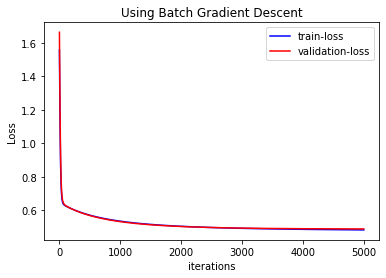 Using Batch Gradient Descent
train-loss
validation-loss
Loss
1.6
1.4
1.2
1.0
0.8
0.6
0
1000
2000
3000
4000
5000
iterations